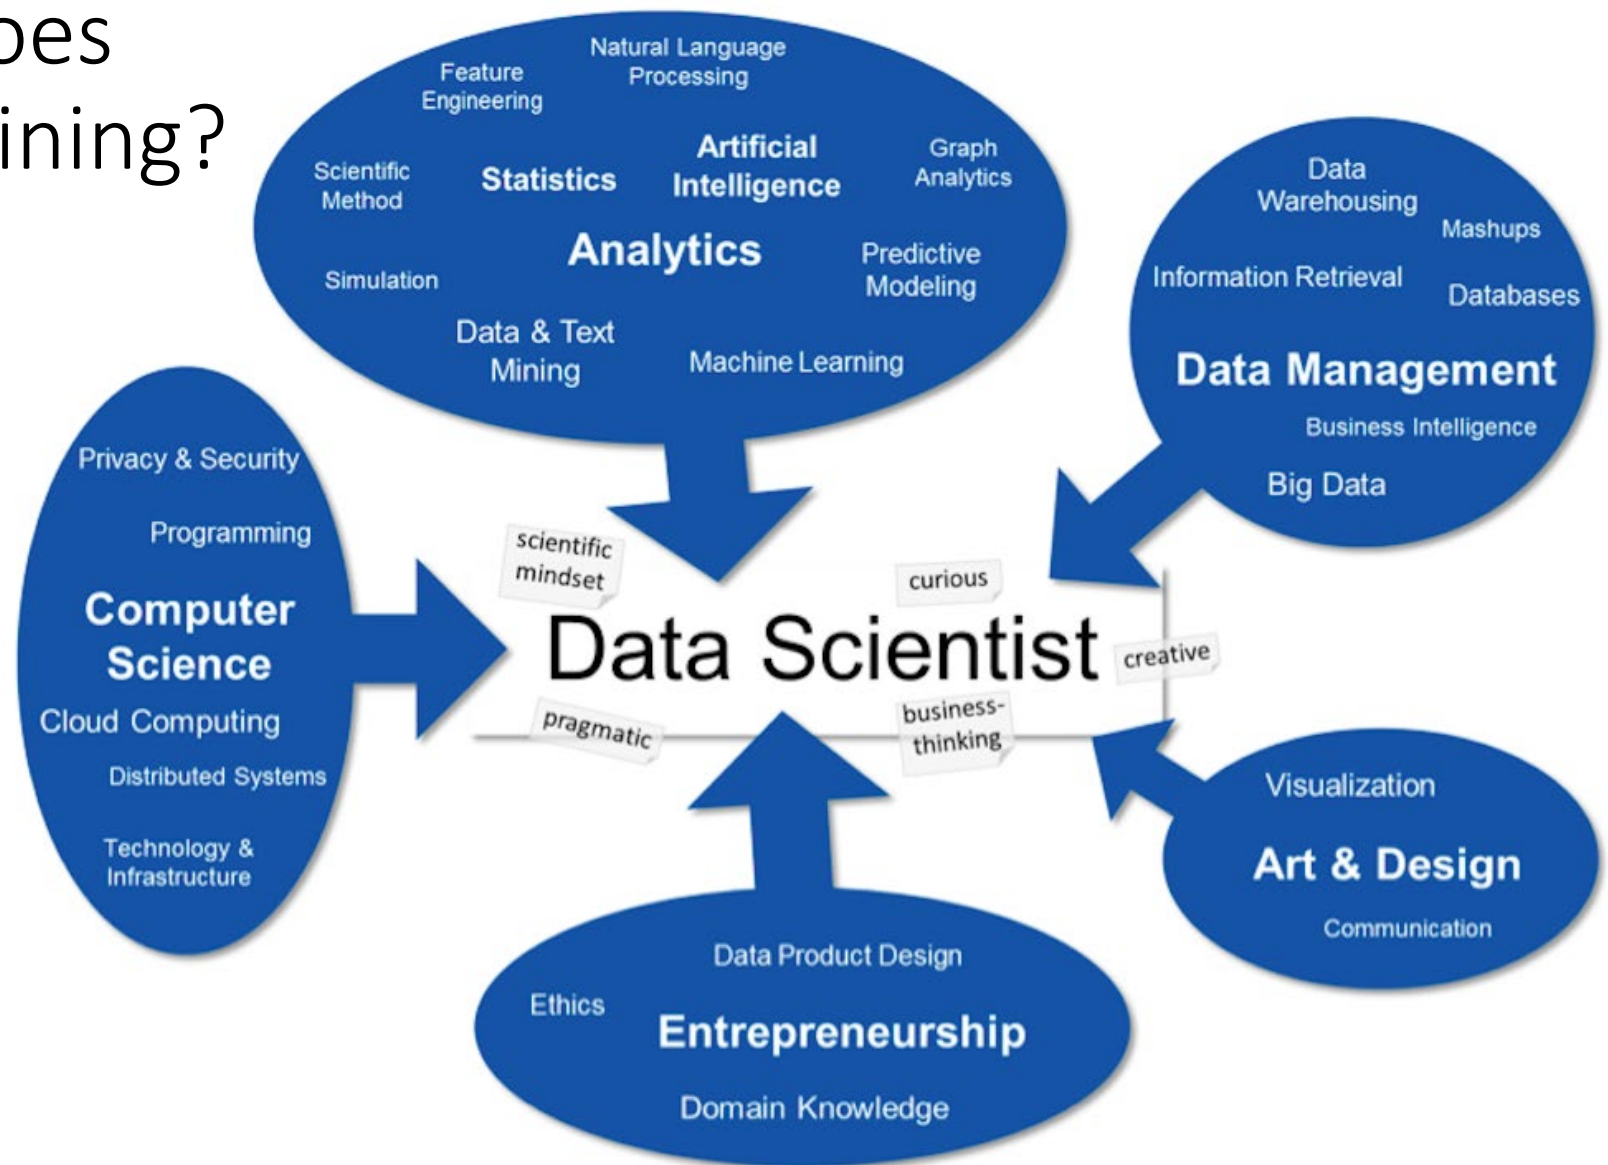 oes
ining?
Natural Language
Processing
Feature
Engineering
Artificial
Intelligence
Graph
Analytics
Scientific
Method
Statistics
Analytics
Predictive
Modeling
Simulation
Data & Text
Mining
Machine Learning
Data
Warehousing
Mashups
Information Retrieval
Databases
Data Management
Business Intelligence
Big Data
Privacy & Security
Programming
Computer
Science
Cloud Computing
Distributed Systems
Technology &
Infrastructure
scientific
mindset
curious
Data Scientist
creative
pragmatic
business-
thinking
Visualization
Art & Design
Communication
Data Product Design
Ethics
Entrepreneurship
Domain Knowledge